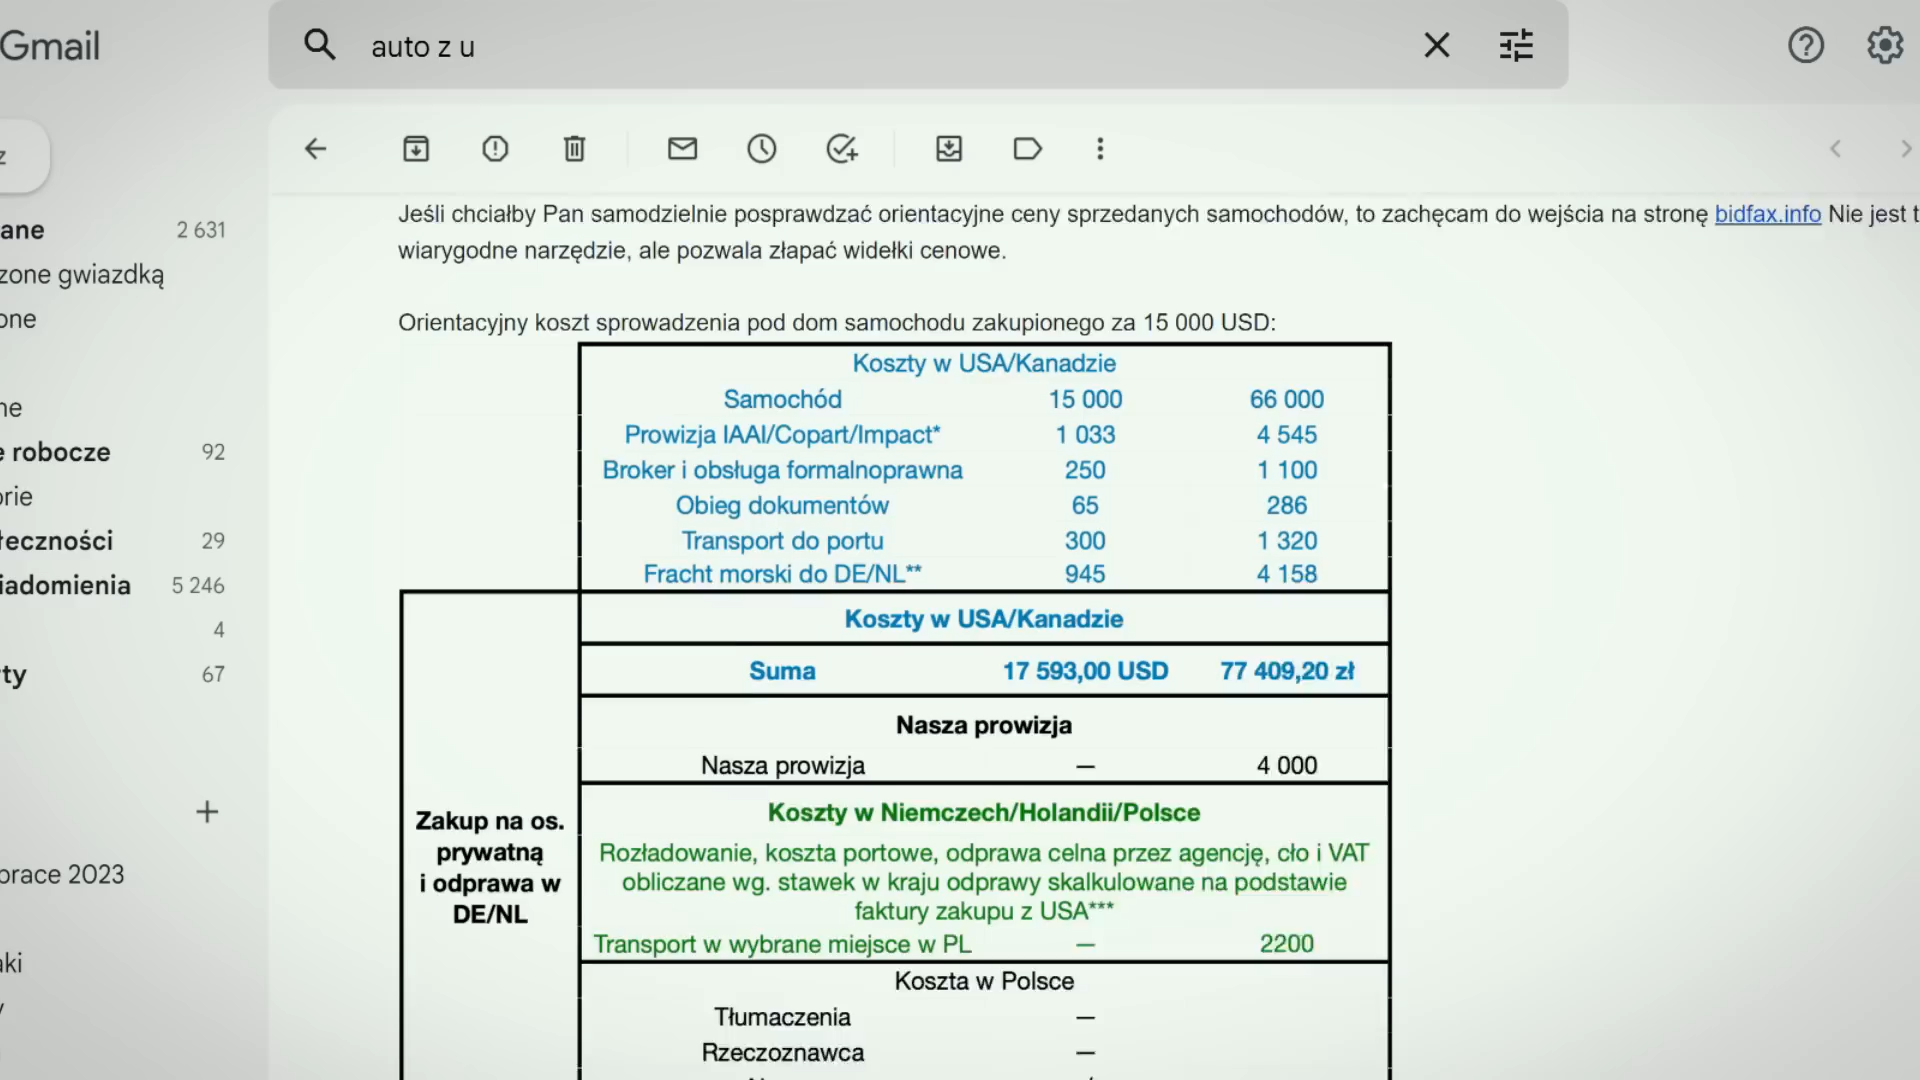 Gmail
auto z u
z
ane 2 631
zone gwiazdką
one
ne
e robocze 92
orie
łeczności 29
iadomienia 5 246
4
ty 67
prace 2023
aki
Jeśli chciałby Pan samodzielnie posprawdzać orientacyjne ceny sprzedanych samochodów, to zachęcam do wejścia na stronę bidfax.info Nie jest t
wiarygodne narzędzie, ale pozwala złapać widełki cenowe.
Orientacyjny koszt sprowadzenia pod dom samochodu zakupionego za 15 000 USD:
Koszty w USA/Kanadzie
Samochód 15 000 66 000
Prowizja IAAI/Copart/Impact* 1 033 4 545
Broker i obsługa formalnoprawna 250 1 100
Obieg dokumentów 65 286
Transport do portu 300 1 320
Fracht morski do DE/NL** 945 4 158
Koszty w USA/Kanadzie
Suma 17 593,00 USD 77 409,20 zł
Nasza prowizja
Nasza prowizja — 4 000
Zakup na os.
prywatną
i odprawa w
DE/NL
Koszty w Niemczech/Holandii/Polsce
Rozładowanie, koszta portowe, odprawa celna przez agencję, cło i VAT
obliczane wg. stawek w kraju odprawy skalkulowane na podstawie
faktury zakupu z USA***
Transport w wybrane miejsce w PL — 2200
Koszta w Polsce
Tłumaczenia —
Rzeczoznawca —